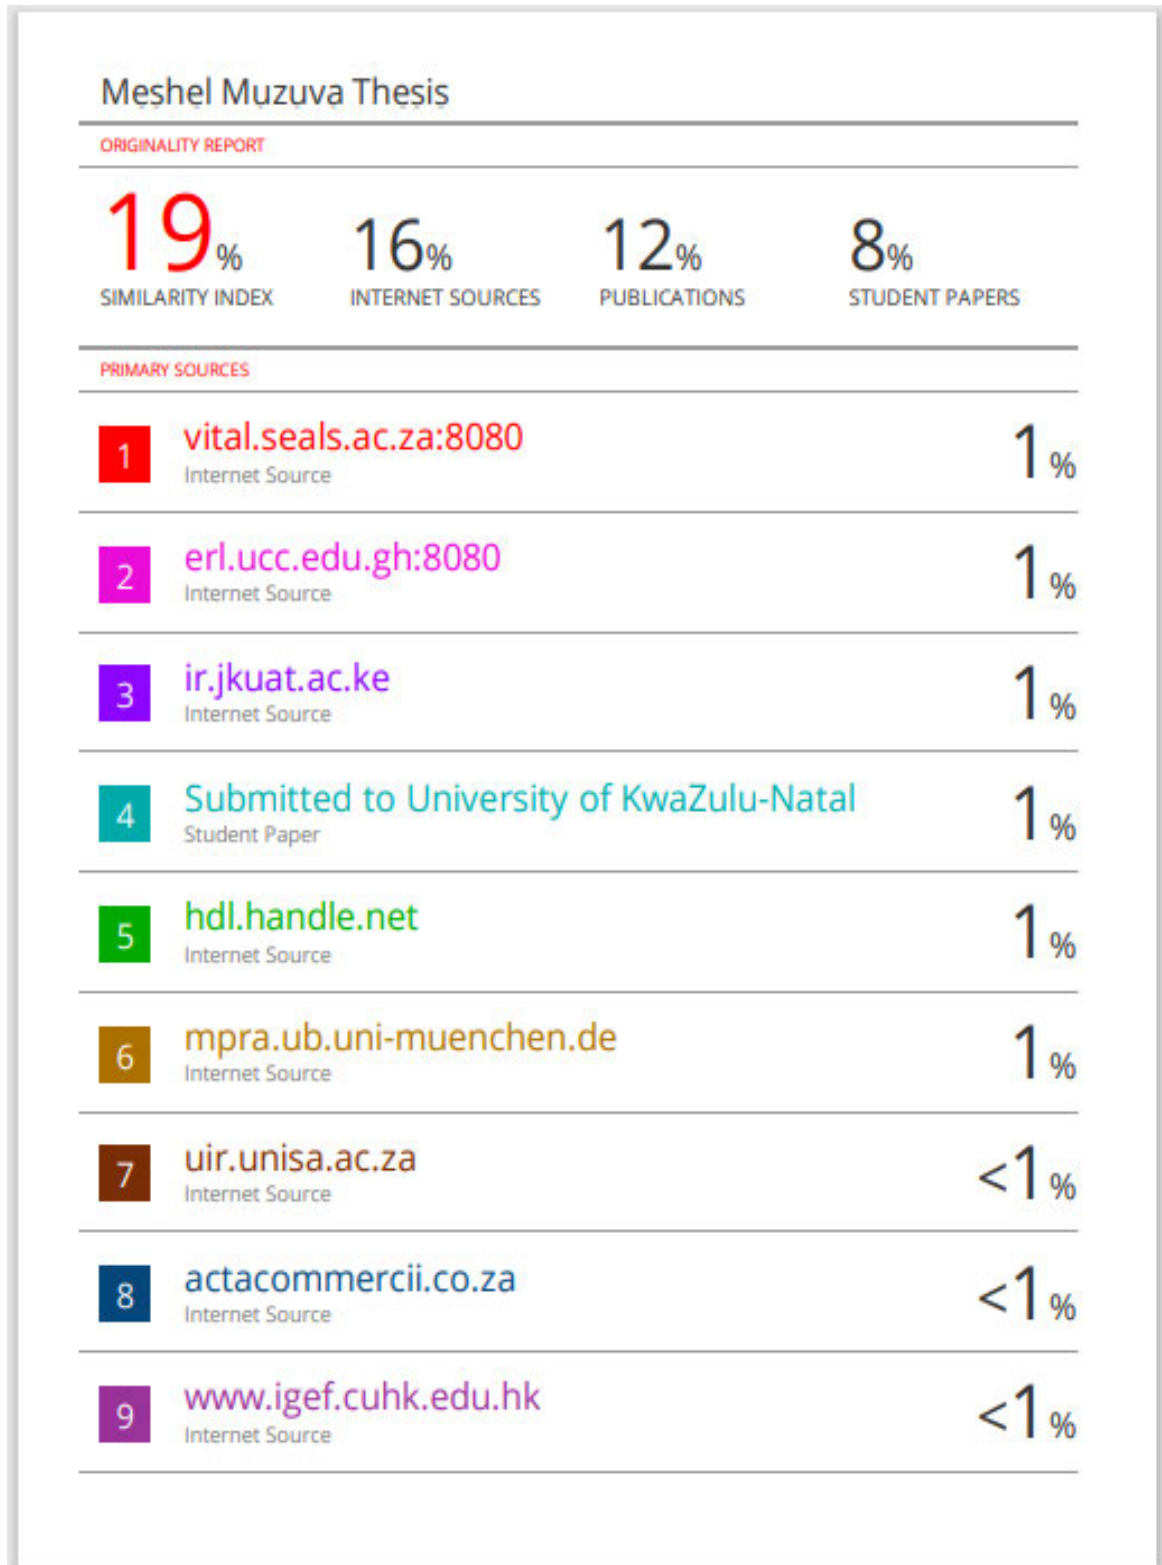 Meshel Muzuva Thesis
ORIGINALITY REPORT
19% 16% 12% 8%
SIMILARITY INDEX INTERNET SOURCES PUBLICATIONS STUDENT PAPERS
PRIMARY SOURCES
1 vital.seals.ac.za:8080 1%
Internet Source
2 erl.ucc.edu.gh:8080 1%
Internet Source
3 ir.jkuat.ac.ke 1%
Internet Source
4 Submitted to University of KwaZulu-Natal 1%
Student Paper
5 hdl.handle.net 1%
Internet Source
6 mpra.ub.uni-muenchen.de 1%
Internet Source
7 uir.unisa.ac.za <1%
Internet Source
8 actacommercii.co.za <1%
Internet Source
9 www.igef.cuhk.edu.hk <1%
Internet Source